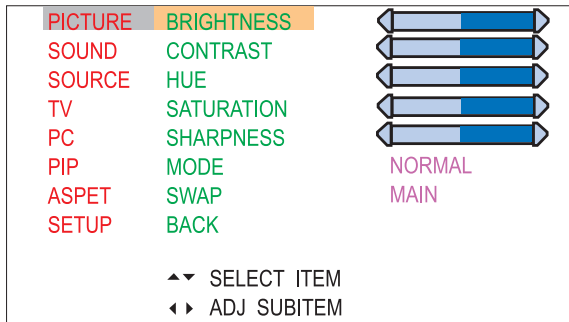 PICTURE BRIGHTNESS
SOUND CONTRAST
SOURCE HUE
TV SATURATION
PC SHARPNESS
PIP MODE NORMAL
ASPET SWAP MAIN
SETUP BACK
SELECT ITEM
ADJ SUBITEM